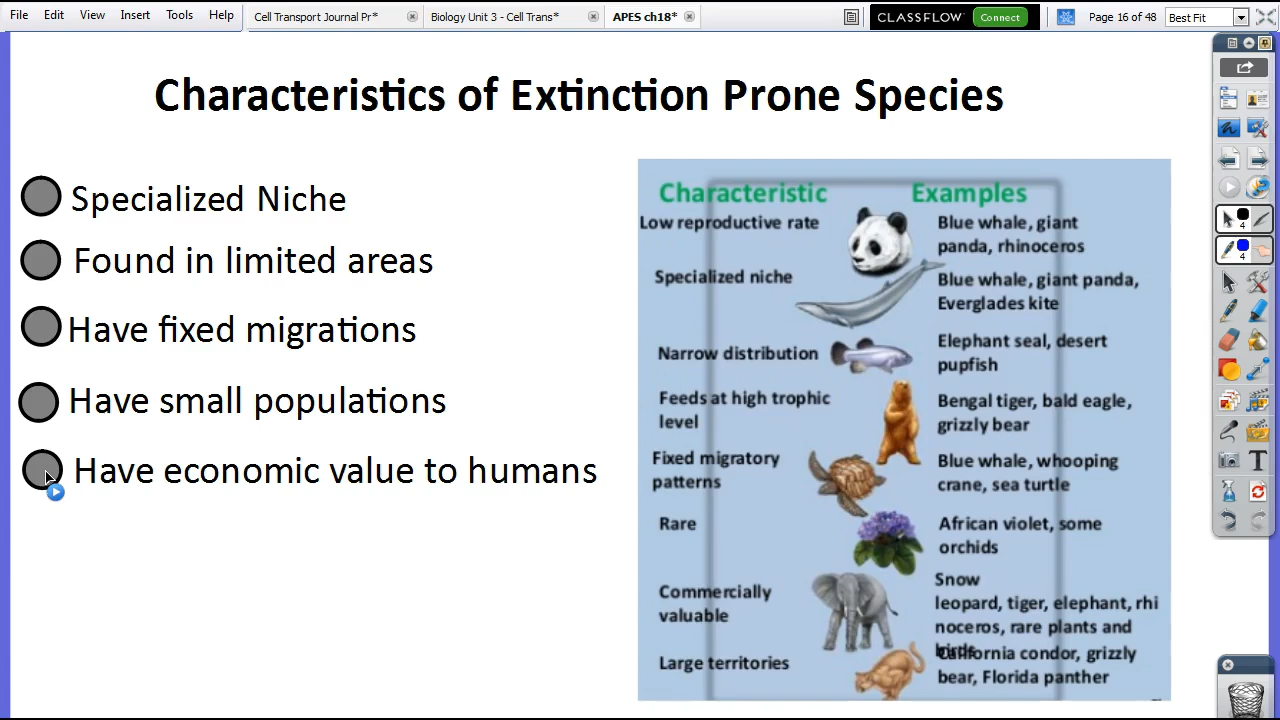 File Edit View Insert Tools Help
Cell Transport Journal Pr* Biology Unit 3 - Cell Trans* APES ch18*
CLASSFLOW Connect
Page 16 of 48 Best Fit
Characteristics of Extinction Prone Species
Specialized Niche
Found in limited areas
Have fixed migrations
Have small populations
Have economic value to humans
Characteristic Examples
Low reproductive rate
Blue whale, giant
panda, rhinoceros
Specialized niche
Blue whale, giant panda,
Everglades kite
Narrow distribution
Elephant seal, desert
pupfish
Feeds at high trophic
level
Bengal tiger, bald eagle,
grizzly bear
Fixed migratory
patterns
Blue whale, whooping
crane, sea turtle
Rare
African violet, some
orchids
Commercially
valuable
Snow
leopard, tiger, elephant, rhi
noceros, rare plants and
birds
Large territories
California condor, grizzly
bear, Florida panther
4
4
T